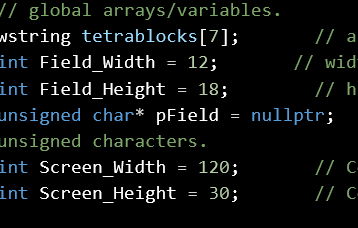 // global arrays/variables.
wstring tetrablocks[7]; // a
int Field_Width = 12; // wid
int Field_Height = 18; // h
unsigned char* pField = nullptr;
unsigned characters.
int Screen_Width = 120; // C
int Screen_Height = 30; // C